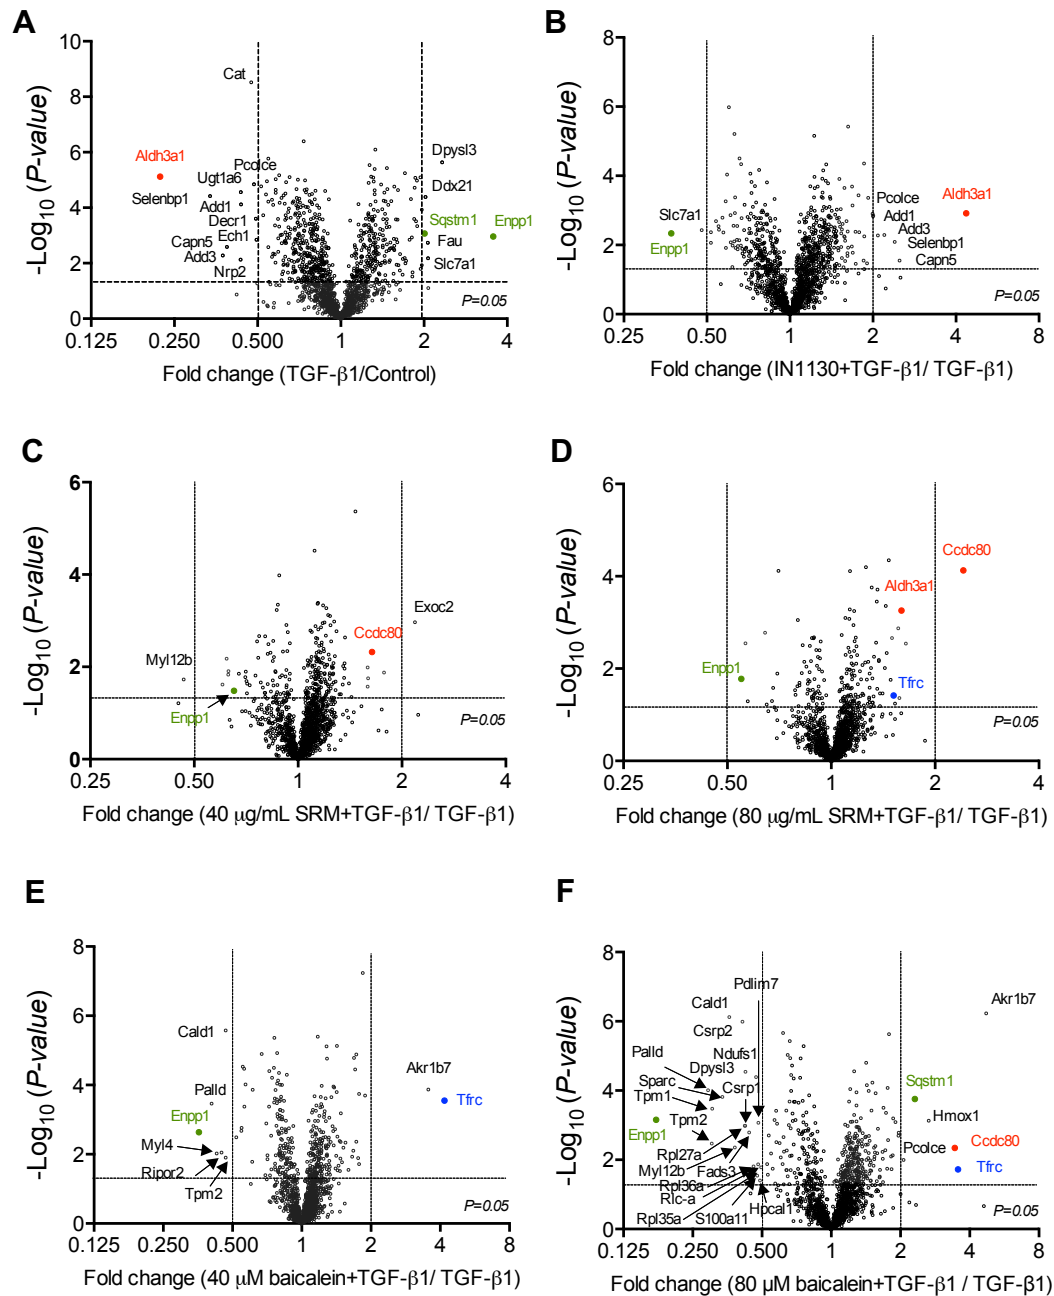 A
-Log10 (P-value)
10
8
6
4
2
0
Cat
Aldh3a1
Pcolce
Ugt1a6
Selenbp1
Add1
Decr1
Ech1
Capn5
Add3
Nrp2
Dpysl3
Ddx21
Sqstm1
Enpp1
Fau
Slc7a1
P=0.05
0.125 0.250 0.500 1 2 4
Fold change (TGF-β1/Control)
B
-Log10 (P-value)
8
6
4
2
0
Slc7a1
Enpp1
Pcolce
Aldh3a1
Add1
Add3
Selenbp1
Capn5
P=0.05
0.25 0.50 1 2 4 8
Fold change (IN1130+TGF-β1/ TGF-β1)
C
-Log10 (P-value)
6
4
2
0
Exoc2
Ccdc80
Myl12b
Enpp1
P=0.05
0.25 0.50 1 2 4
Fold change (40 μg/mL SRM+TGF-β1/ TGF-β1)
D
-Log10 (P-value)
6
4
2
0
Ccdc80
Aldh3a1
Enpp1
Tfrc
P=0.05
0.25 0.50 1 2 4
Fold change (80 μg/mL SRM+TGF-β1/ TGF-β1)
E
-Log10 (P-value)
8
6
4
2
0
Cald1
Palld
Enpp1
Myl4
Ripor2
Tpm2
Akr1b7
Tfrc
P=0.05
0.125 0.250 0.500 1 2 4 8
Fold change (40 μM baicalein+TGF-β1/ TGF-β1)
F
-Log10 (P-value)
8
6
4
2
0
Pdlim7
Cald1
Csrp2
Palld
Ndufs1
Dpysl3
Sparc
Csrp1
Tpm1
Tpm2
Enpp1
Rpl27a
Myl12b
Fads3
Rpl36a
Rlc-a
Rpl35a
S100a11
Hpcal1
Akr1b7
Sqstm1
Hmox1
Pcolce
Ccdc80
Tfrc
P=0.05
0.125 0.250 0.500 1 2 4 8
Fold change (80 μM baicalein+TGF-β1 / TGF-β1)